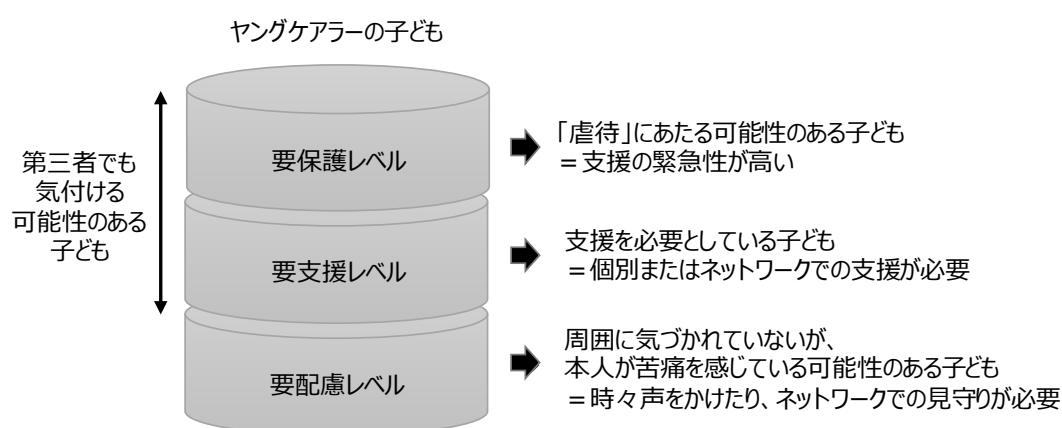 ヤングケアラーの子ども
第三者でも
気付ける
可能性のある
子ども
要保護レベル
「虐待」にあたる可能性のある子ども
＝支援の緊急性が高い
要支援レベル
支援を必要としている子ども
＝個別またはネットワークでの支援が必要
要配慮レベル
周囲に気づかれていないが、
本人が苦痛を感じている可能性のある子ども
＝時々声をかけたり、ネットワークでの見守りが必要